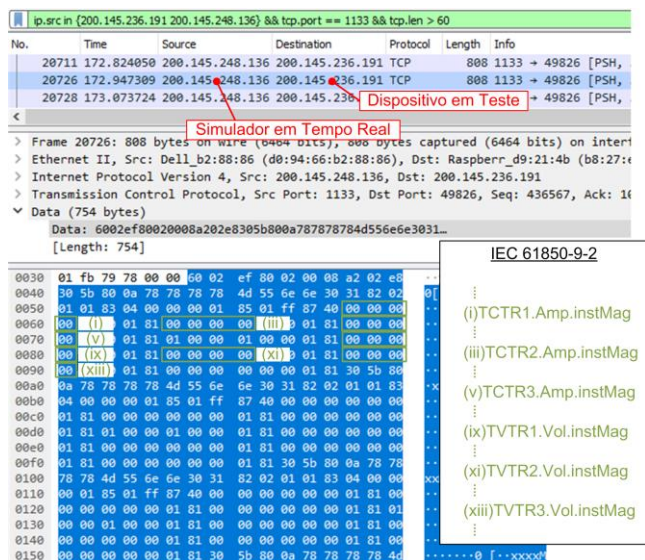 ip.src in {200.145.236.191 200.145.248.136} && tcp.port == 1133 && tcp.len > 60
No. Time Source Destination Protocol Length Info
20711 172.824050 200.145.248.136 200.145.236.191 TCP 808 1133 → 49826 [PSH,
20726 172.947309 200.145.248.136 200.145.236.191 TCP 808 1133 → 49826 [PSH,
20728 173.073724 200.145.248.136 200.145.236 → 49826 [PSH,
Dispositivo em Teste
Simulador em Tempo Real
Frame 20726: 808 bytes on wire (6464 bits), 808 bytes captured (6464 bits) on interf
Ethernet II, Src: Dell_b2:88:86 (d0:94:66:b2:88:86), Dst: Raspberr_d9:21:4b (b8:27:e
Internet Protocol Version 4, Src: 200.145.248.136, Dst: 200.145.236.191
Transmission Control Protocol, Src Port: 1133, Dst Port: 49826, Seq: 436567, Ack: 10
Data (754 bytes)
Data: 6002ef80020008a202e8305b800a787878784d556e6e3031…
[Length: 754]
IEC 61850-9-2
(i)TCTR1.Amp.instMag
(iii)TCTR2.Amp.instMag
(v)TCTR3.Amp.instMag
(ix)TVTR1.Vol.instMag
(xi)TVTR2.Vol.instMag
(xiii)TVTR3.Vol.instMag
0030 01 fb 79 78 00 00 60 02 ef 80 02 00 08 a2 02 e8
0040 30 5b 80 0a 78 78 78 78 4d 55 6e 6e 30 31 82 02 0[
0050 01 01 83 04 00 00 00 01 85 01 ff 87 40 00 00 00
0060 00 (i) 01 81 00 00 00 00 (iii) 01 81 00 00 00
0070 00 (v) 01 81 01 00 00 01 00 00 01 81 00 00 00
0080 00 (ix) 01 81 00 00 00 00 (xi) 01 81 00 00 00
0090 00 (xiii) 01 81 00 00 00 00 00 00 01 81 30 5b 80
00a0 0a 78 78 78 78 4d 55 6e 6e 30 31 82 02 01 01 83
00b0 04 00 00 00 01 85 01 ff 87 40 00 00 00 00 00 00
00c0 01 81 00 00 00 00 00 00 01 81 00 00 00 00 00 00
00d0 01 81 01 00 00 01 00 00 01 81 00 00 00 00 00 00
00e0 01 81 00 00 00 00 00 00 01 81 00 00 00 00 00 00
00f0 01 81 00 00 00 00 00 00 01 81 30 5b 80 0a 78 78
0100 78 78 4d 55 6e 6e 30 31 82 02 01 01 83 04 00 00 xx
0110 00 01 85 01 ff 87 40 00 00 00 00 00 00 01 81 00
0120 00 00 00 00 00 01 81 00 00 00 00 00 00 01 81 01
0130 00 00 01 00 00 01 81 00 00 00 00 00 00 01 81 00
0140 00 00 00 00 00 01 81 00 00 00 00 00 00 01 81 00
0150 00 00 00 00 00 01 81 30 5b 80 0a 78 78 78 78 4d ·······0 [··xxxxM